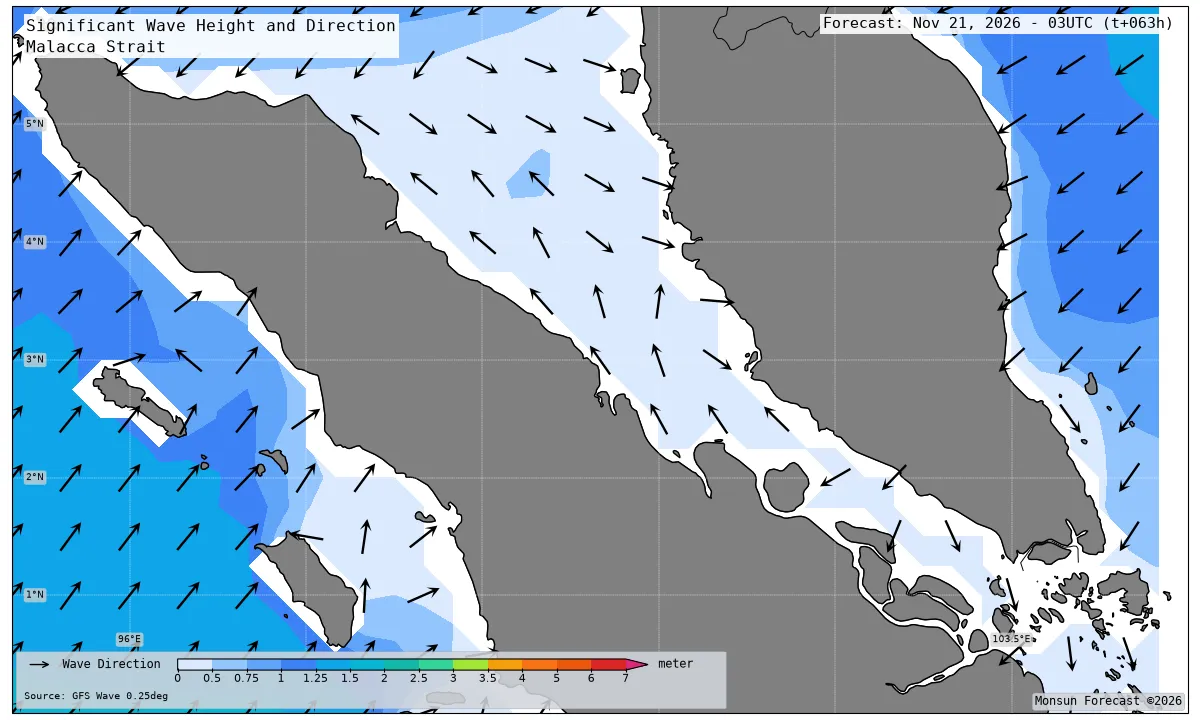 Significant Wave Height and Direction
Malacca Strait
Forecast: Nov 21, 2026 - 03UTC (t+063h)
5°N
4°N
3°N
2°N
1°N
96°E
103.5°E
Wave Direction
0 0.5 0.75 1 1.25 1.5 2 2.5 3 3.5 4 5 6 7
meter
Source: GFS Wave 0.25deg
Monsun Forecast ©2026